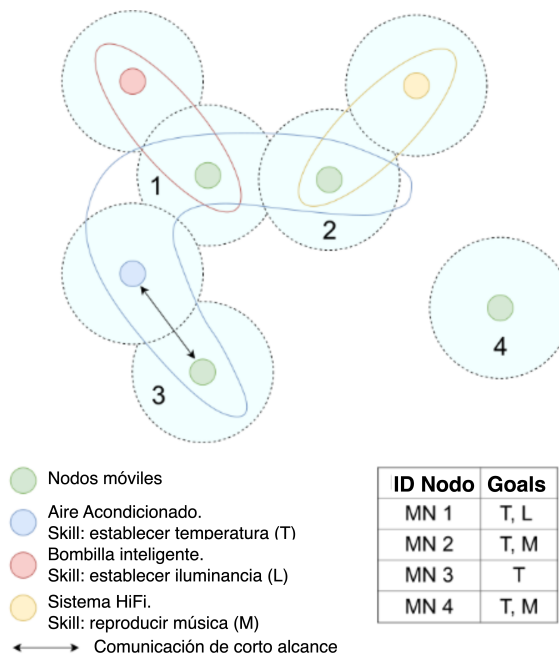 1
2
3
4
Nodos móviles
Aire Acondicionado.
Skill: establecer temperatura (T)
Bombilla inteligente.
Skill: establecer iluminancia (L)
Sistema HiFi.
Skill: reproducir música (M)
Comunicación de corto alcance
ID Nodo Goals
MN 1 T, L
MN 2 T, M
MN 3 T
MN 4 T, M